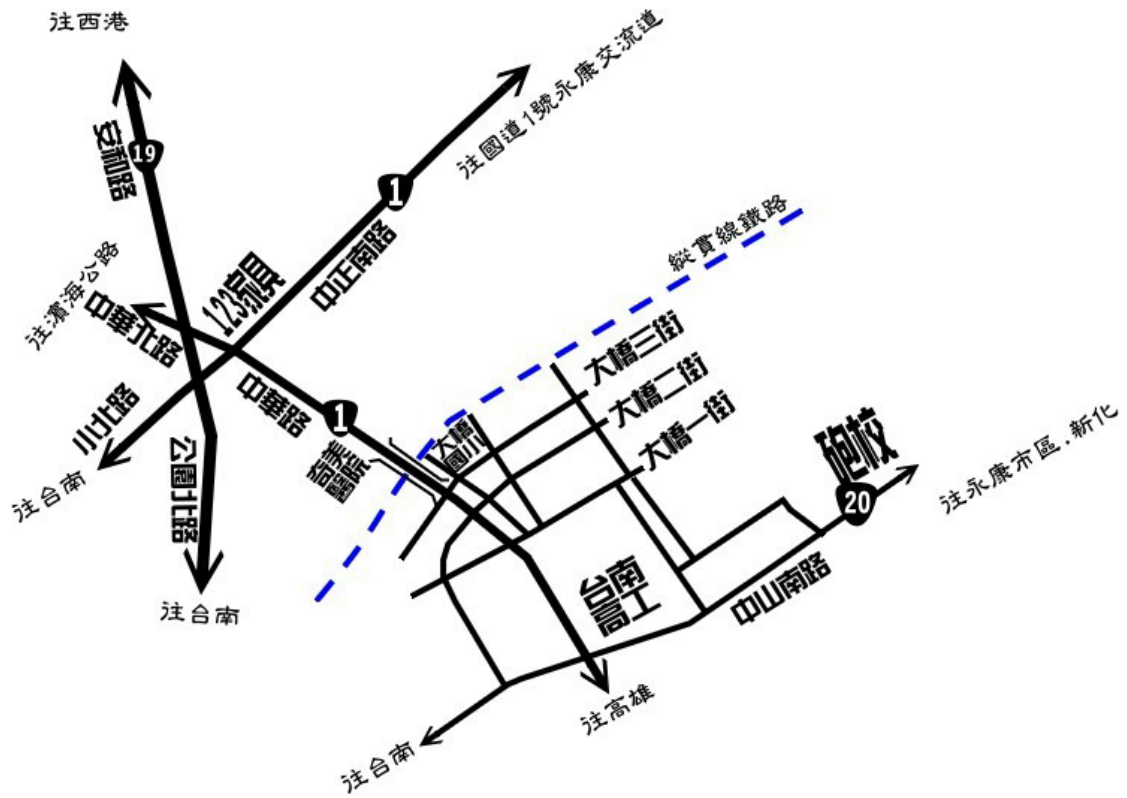 往西港
往國道1號永康交流道
安和路
19
1
中正南路
縱貫線鐵路
往濱海公路
中華北路
123家具
小北路
往台南
中華路
1
公園北路
往台南
奇美
醫院
大橋
國小
大橋三街
大橋二街
大橋一街
砲校
20
往永康市區.新化
中山南路
台南
高工
往高雄
往台南